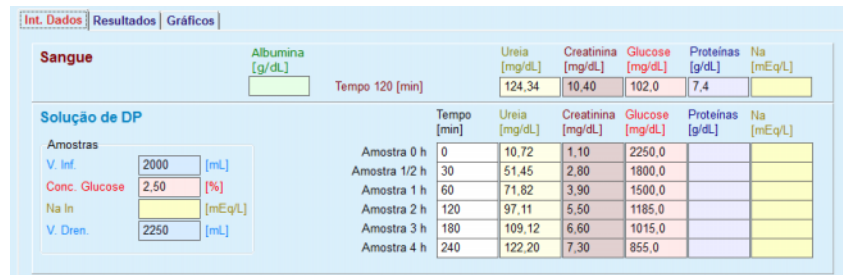 Int. Dados Resultados Gráficos
Sangue Albumina [g/dL] Ureia [mg/dL] Creatinina [mg/dL] Glucose [mg/dL] Proteínas [g/dL] Na [mEq/L]
Tempo 120 [min] 124,34 10,40 102,0 7,4
Solução de DP Tempo [min] Ureia [mg/dL] Creatinina [mg/dL] Glucose [mg/dL] Proteínas [g/dL] Na [mEq/L]
Amostras
V. Inf. 2000 [mL]
Conc. Glucose 2,50 [%]
Na In [mEq/L]
V. Dren. 2250 [mL]
Amostra 0 h 0 10,72 1,10 2250,0
Amostra 1/2 h 30 51,45 2,80 1800,0
Amostra 1 h 60 71,82 3,90 1500,0
Amostra 2 h 120 97,11 5,50 1185,0
Amostra 3 h 180 109,12 6,60 1015,0
Amostra 4 h 240 122,20 7,30 855,0